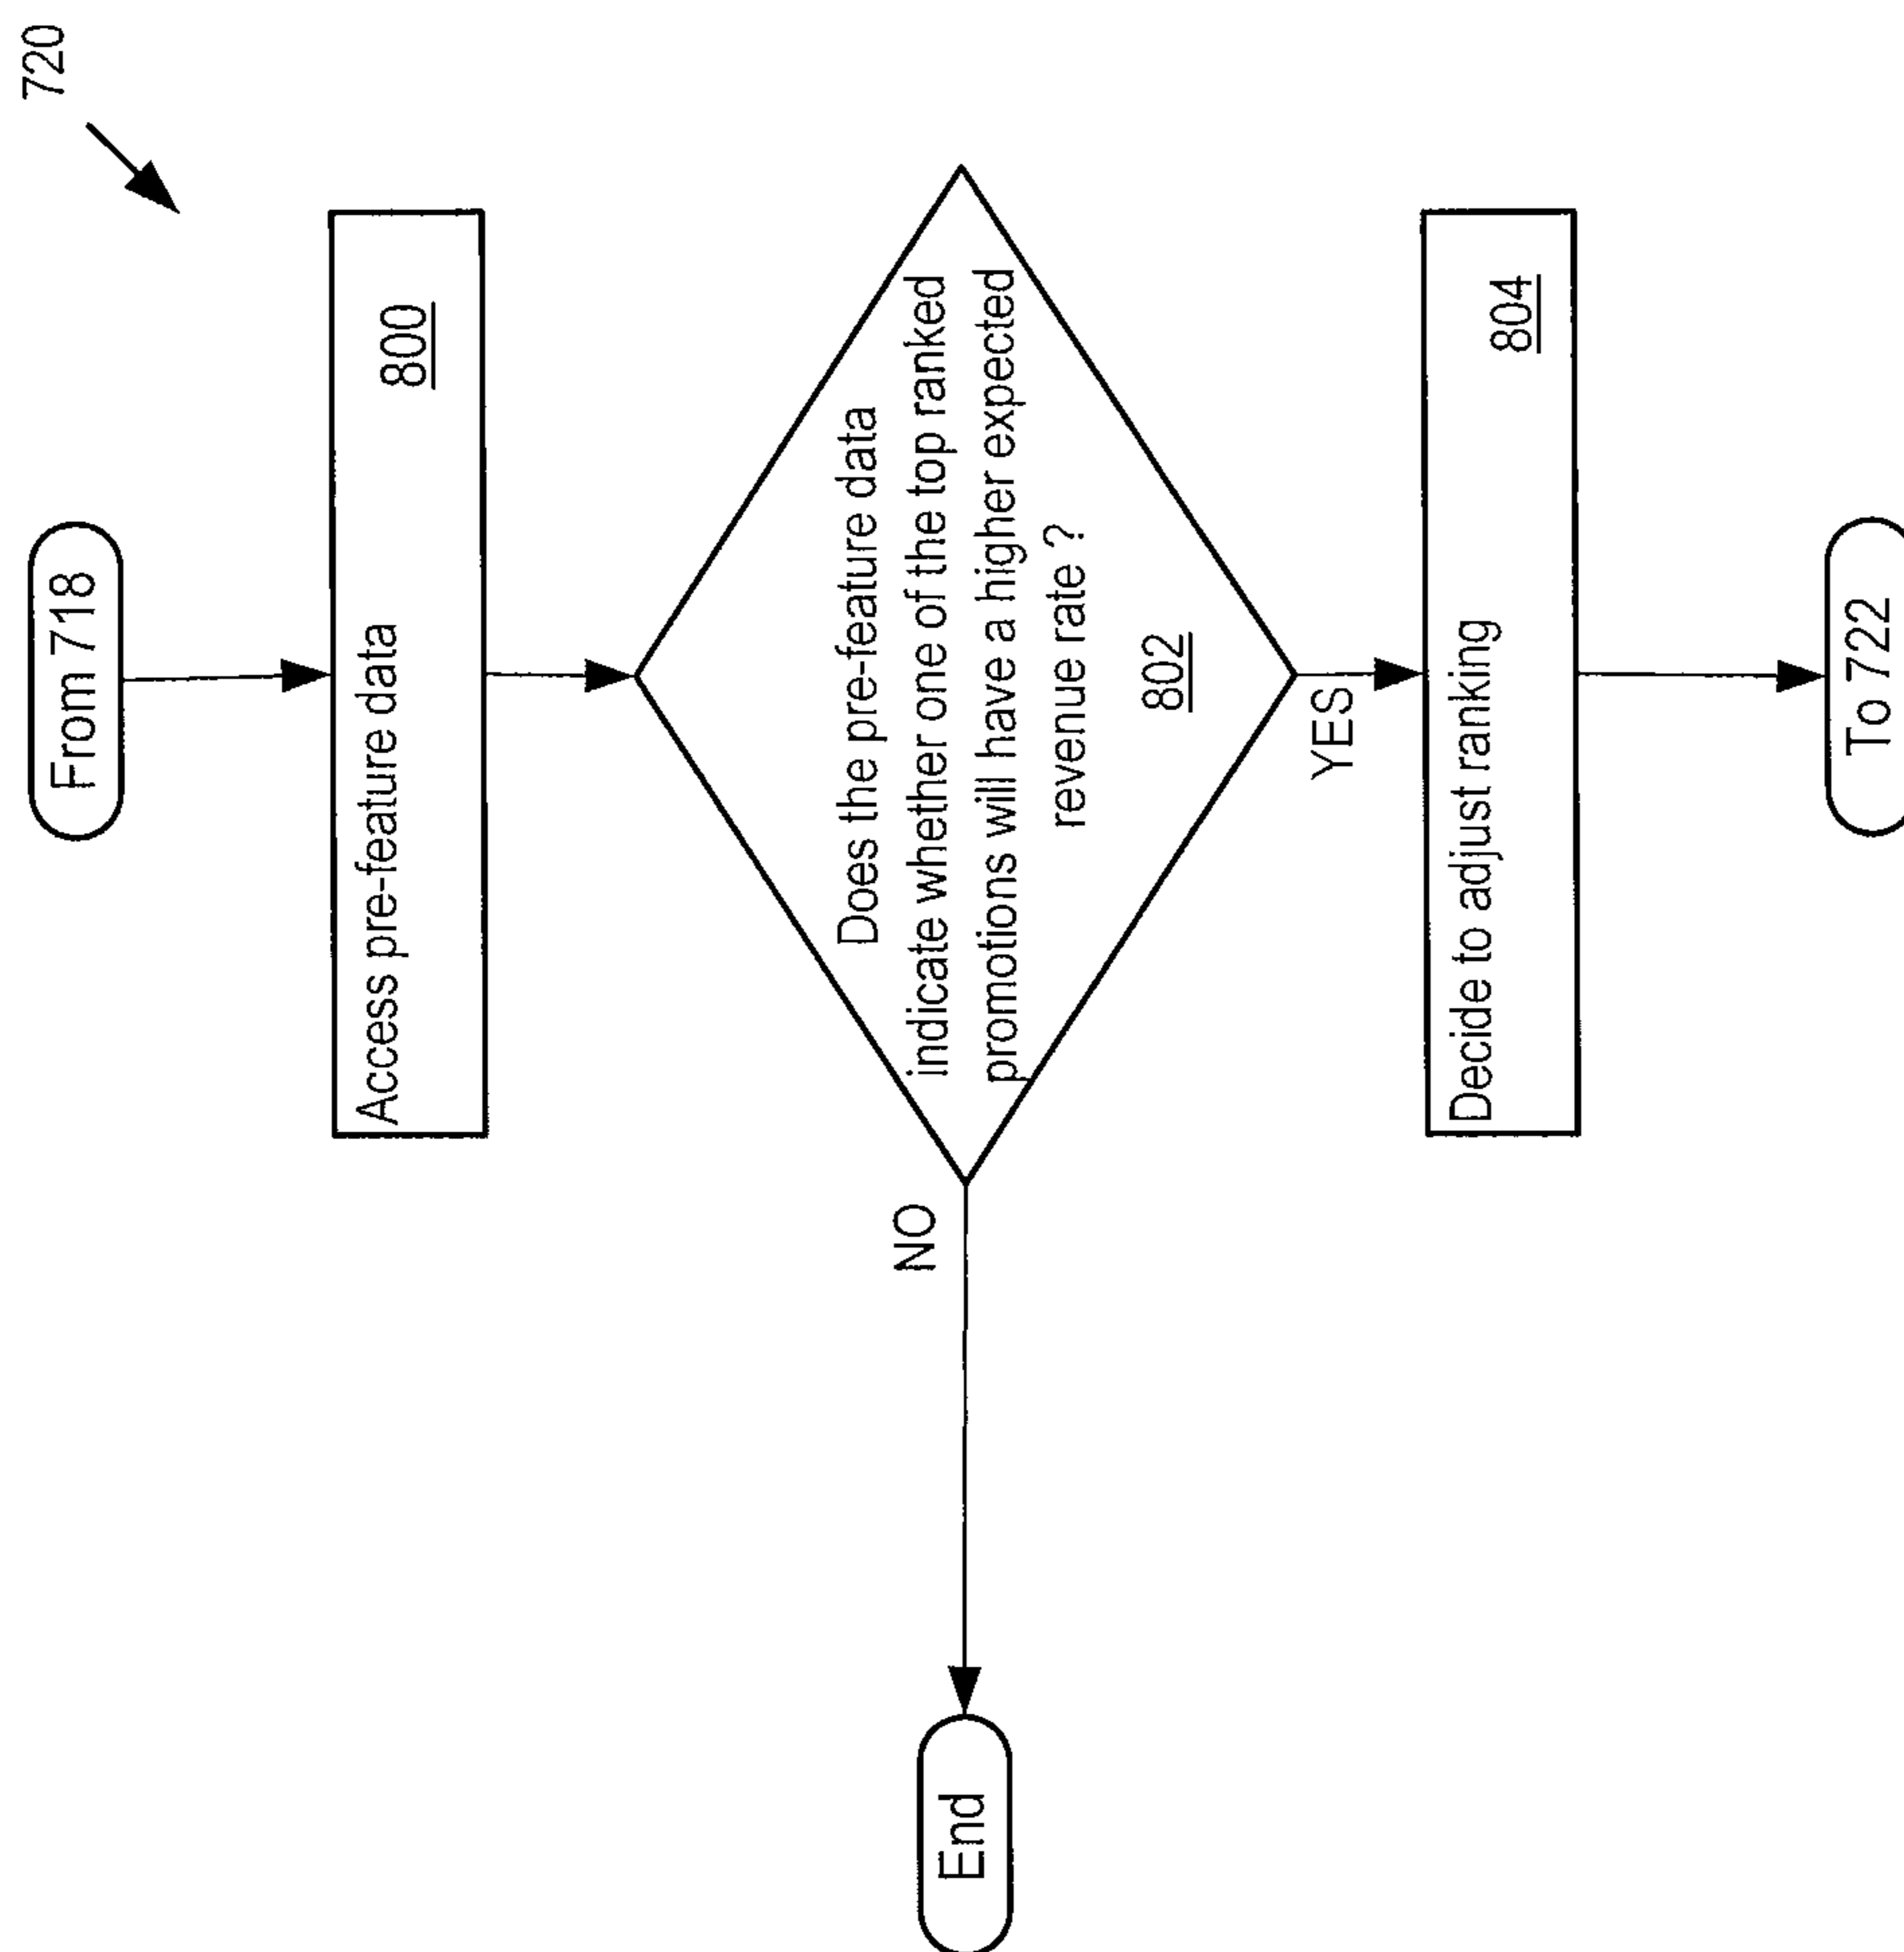 720
From 718
Access pre-feature data
800
Does the pre-feature data
indicate whether one of the top ranked
promotions will have a higher expected
revenue rate ?
802
NO
YES
End
Decide to adjust ranking
804
To 722